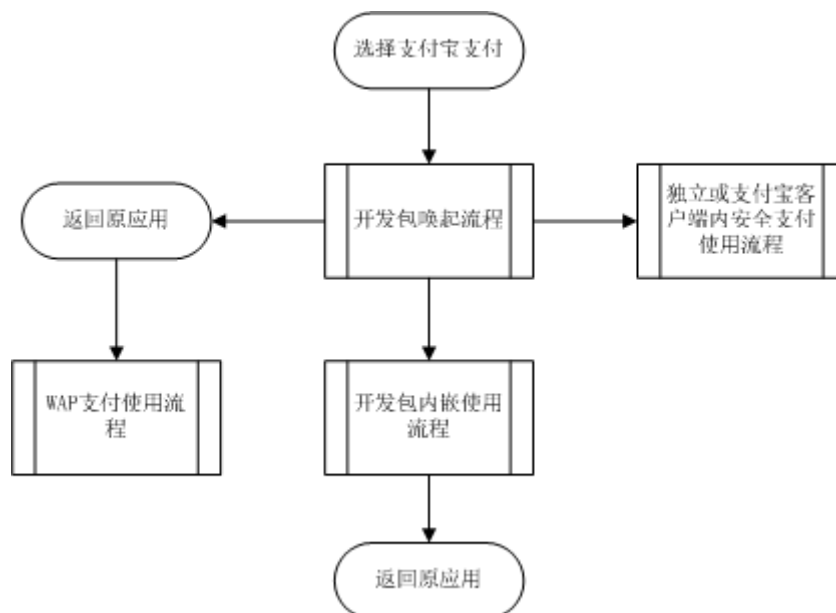 选择支付宝支付
返回原应用
开发包唤起流程
独立或支付宝客
户端内安全支付
使用流程
WAP支付使用流
程
开发包内嵌使用
流程
返回原应用